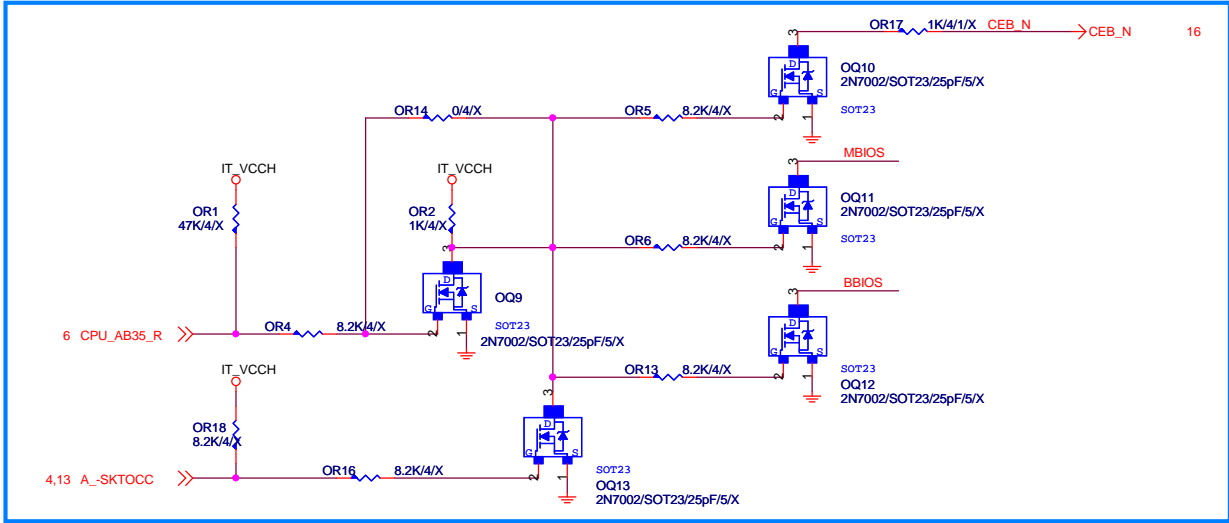 OR17 1K/4/1/X CEB_N CEB_N 16
3
D
G S
2 1
OQ10
2N7002/SOT23/25pF/5/X
SOT23
OR14 0/4/X
OR5 8.2K/4/X
IT_VCCH
OR1
47K/4/X
IT_VCCH
OR2
1K/4/X
MBIOS
3
D
G S
2 1
OQ11
2N7002/SOT23/25pF/5/X
SOT23
OR6 8.2K/4/X
3
D
G S
2 1
OQ9
SOT23
2N7002/SOT23/25pF/5/X
BBIOS
3
D
G S
2 1
SOT23
OQ12
2N7002/SOT23/25pF/5/X
6 CPU_AB35_R
OR4 8.2K/4/X
IT_VCCH
OR18
8.2K/4/X
OR13 8.2K/4/X
3
D
G S
2 1
SOT23
OQ13
2N7002/SOT23/25pF/5/X
4,13 A_-SKTOCC
OR16 8.2K/4/X